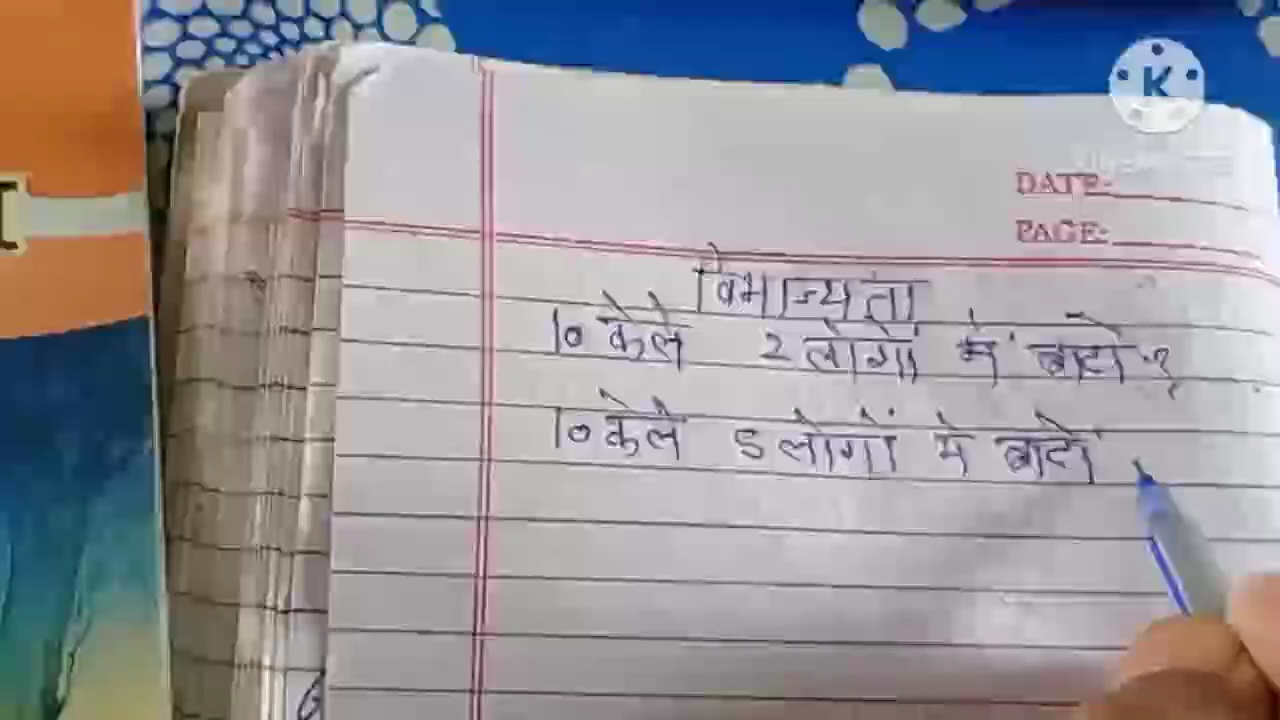 K
DATE:
PAGE:
विभाज्यता
10 केले 2 लोगों में बाटो ?
10 केले 5 लोगों मे बाटों